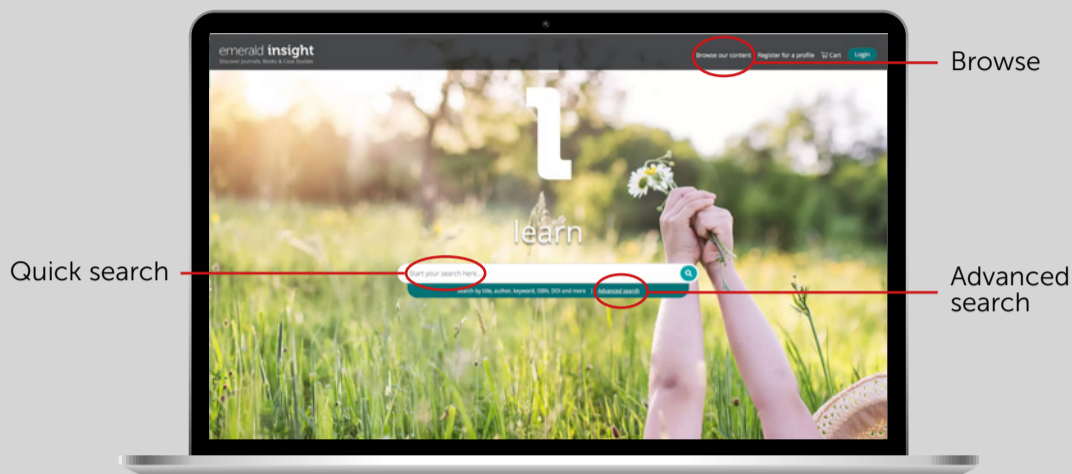 emerald insight
Discover Journals, Books & Case Studies
Browse our content
Register for a profile
Cart
Login
Browse
l
learn
Quick search
Start your search here...
Search by title, author, keyword, ISBN, DOI and more | Advanced search
Advanced
search